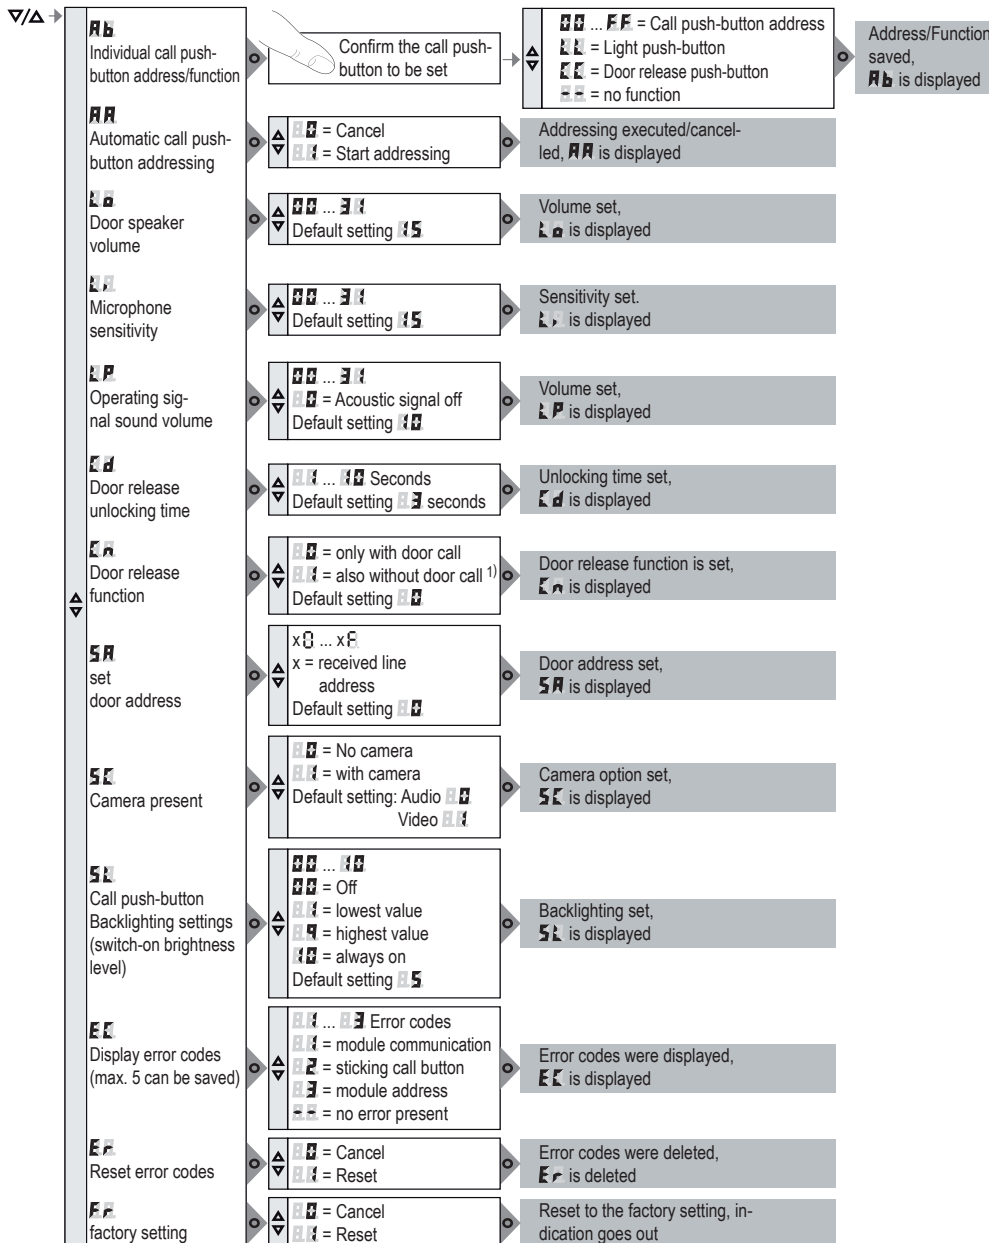 Ab
Individual call push-
button address/function
Confirm the call push-
button to be set
00 ... FF = Call push-button address
LL = Light push-button
CC = Door release push-button
-- = no function
Address/Function
saved,
Ab is displayed
AA
Automatic call push-
button addressing
0 = Cancel
1 = Start addressing
Addressing executed/cancel-
led, AA is displayed
Lo
Door speaker
volume
00 ... 31
Default setting 15
Volume set,
Lo is displayed
Li
Microphone
sensitivity
00 ... 31
Default setting 15
Sensitivity set.
Li is displayed
LP
Operating sig-
nal sound volume
00 ... 31
0 = Acoustic signal off
Default setting 10
Volume set,
LP is displayed
Cd
Door release
unlocking time
1 ... 10 Seconds
Default setting 3 seconds
Unlocking time set,
Cd is displayed
Cn
Door release
function
0 = only with door call
1 = also without door call 1)
Default setting 0
Door release function is set,
Cn is displayed
SA
set
door address
x0 ... xF
x = received line
address
Default setting 0
Door address set,
SA is displayed
SC
Camera present
0 = No camera
1 = with camera
Default setting: Audio 0
Video 1
Camera option set,
SC is displayed
SL
Call push-button
Backlighting settings
(switch-on brightness
level)
00 ... 10
00 = Off
1 = lowest value
9 = highest value
10 = always on
Default setting 5
Backlighting set,
SL is displayed
EC
Display error codes
(max. 5 can be saved)
1 ... 3 Error codes
1 = module communication
2 = sticking call button
3 = module address
-- = no error present
Error codes were displayed,
EC is displayed
Er
Reset error codes
0 = Cancel
1 = Reset
Error codes were deleted,
Er is deleted
Fr
factory setting
0 = Cancel
1 = Reset
Reset to the factory setting, in-
dication goes out